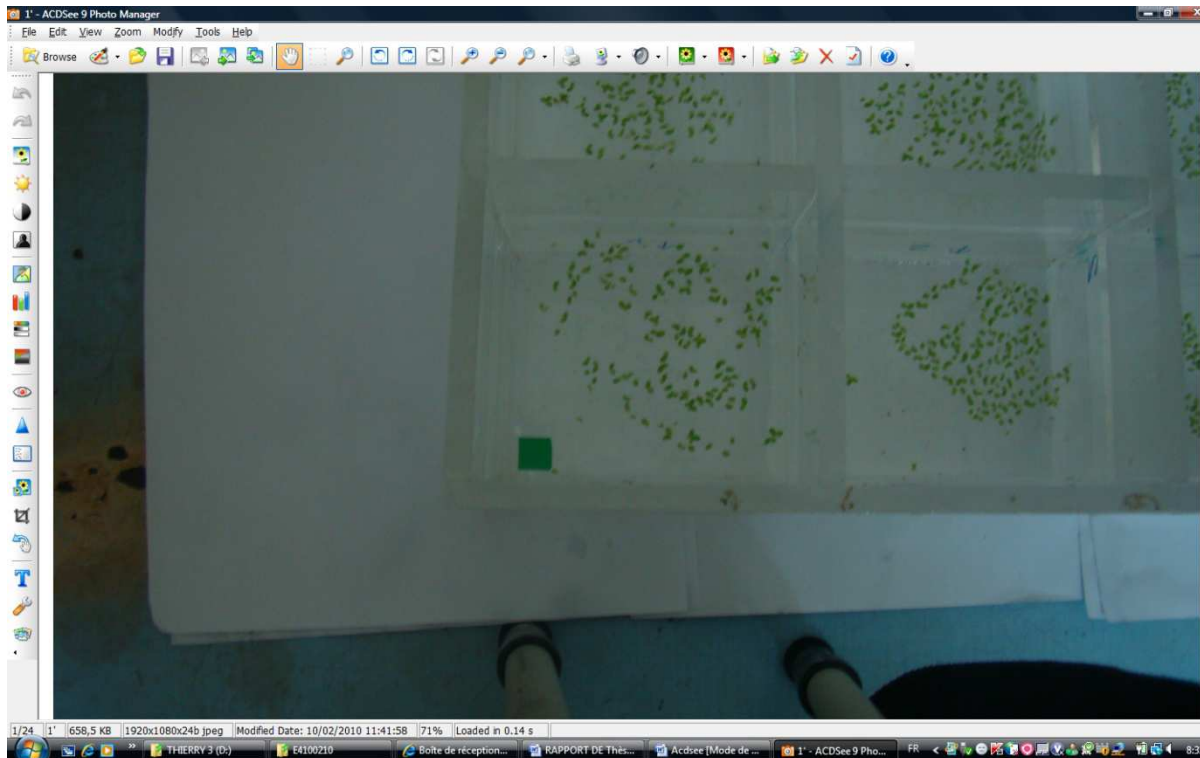 1' - ACDSee 9 Photo Manager
File Edit View Zoom Modify Tools Help
Browse
1/24 1' 658,5 KB 1920x1080x24b jpeg Modified Date: 10/02/2010 11:41:58 71% Loaded in 0.14 s
THIERRY 3 (D:) E4100210 Boîte de réception... RAPPORT DE Thès... Acdsee [Mode de ... 1' - ACDSee 9 Pho... FR 8:3